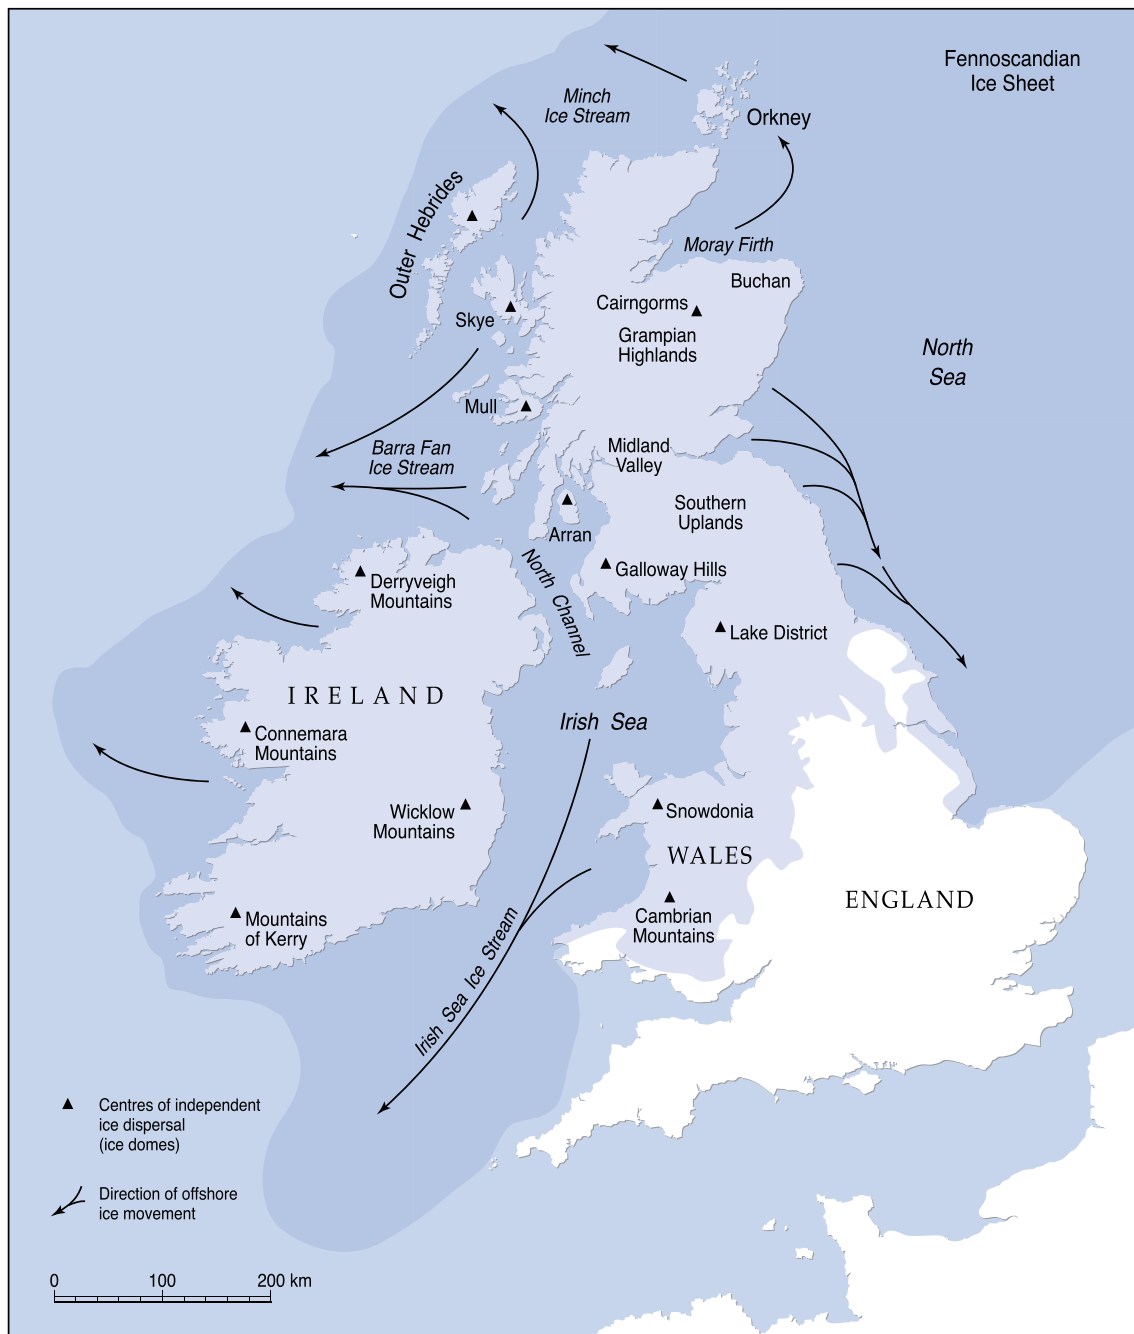 Fennoscandian
Ice Sheet
Minch
Ice Stream
Orkney
Outer Hebrides
Moray Firth
Buchan
Cairngorms
Grampian
Highlands
Skye
North
Sea
Mull
Barra Fan
Ice Stream
Midland
Valley
Southern
Uplands
Arran
North Channel
Galloway Hills
Derryveigh
Mountains
Lake District
IRELAND
Irish Sea
Connemara
Mountains
Wicklow
Mountains
Snowdonia
WALES
ENGLAND
Cambrian
Mountains
Mountains
of Kerry
Irish Sea Ice Stream
Centres of independent
ice dispersal
(ice domes)
Direction of offshore
ice movement
0 100 200 km